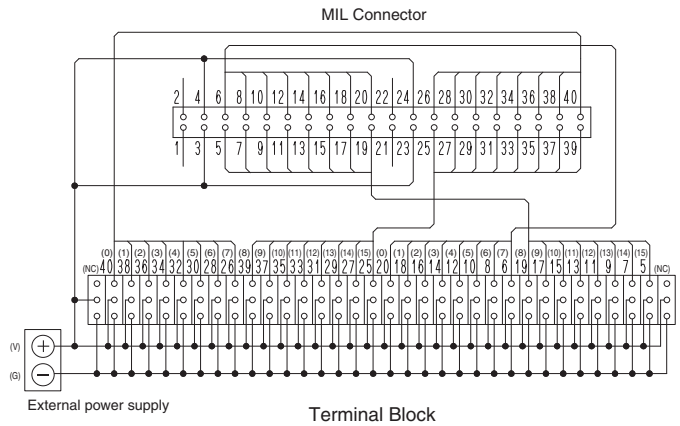 MIL Connector
2 4 6 8 10 12 14 16 18 20 22 24 26 28 30 32 34 36 38 40
1 3 5 7 9 11 13 15 17 19 21 23 25 27 29 31 33 35 37 39
(0) (1) (2) (3) (4) (5) (6) (7) (8) (9) (10) (11) (12) (13) (14) (15) (0) (1) (2) (3) (4) (5) (6) (7) (8) (9) (10) (11) (12) (13) (14) (15)
(NC) 40 38 36 34 32 30 28 26 39 37 35 33 31 29 27 25 20 18 16 14 12 10 8 6 19 17 15 13 11 9 7 5 (NC)
(V) +
(G) −
External power supply
Terminal Block